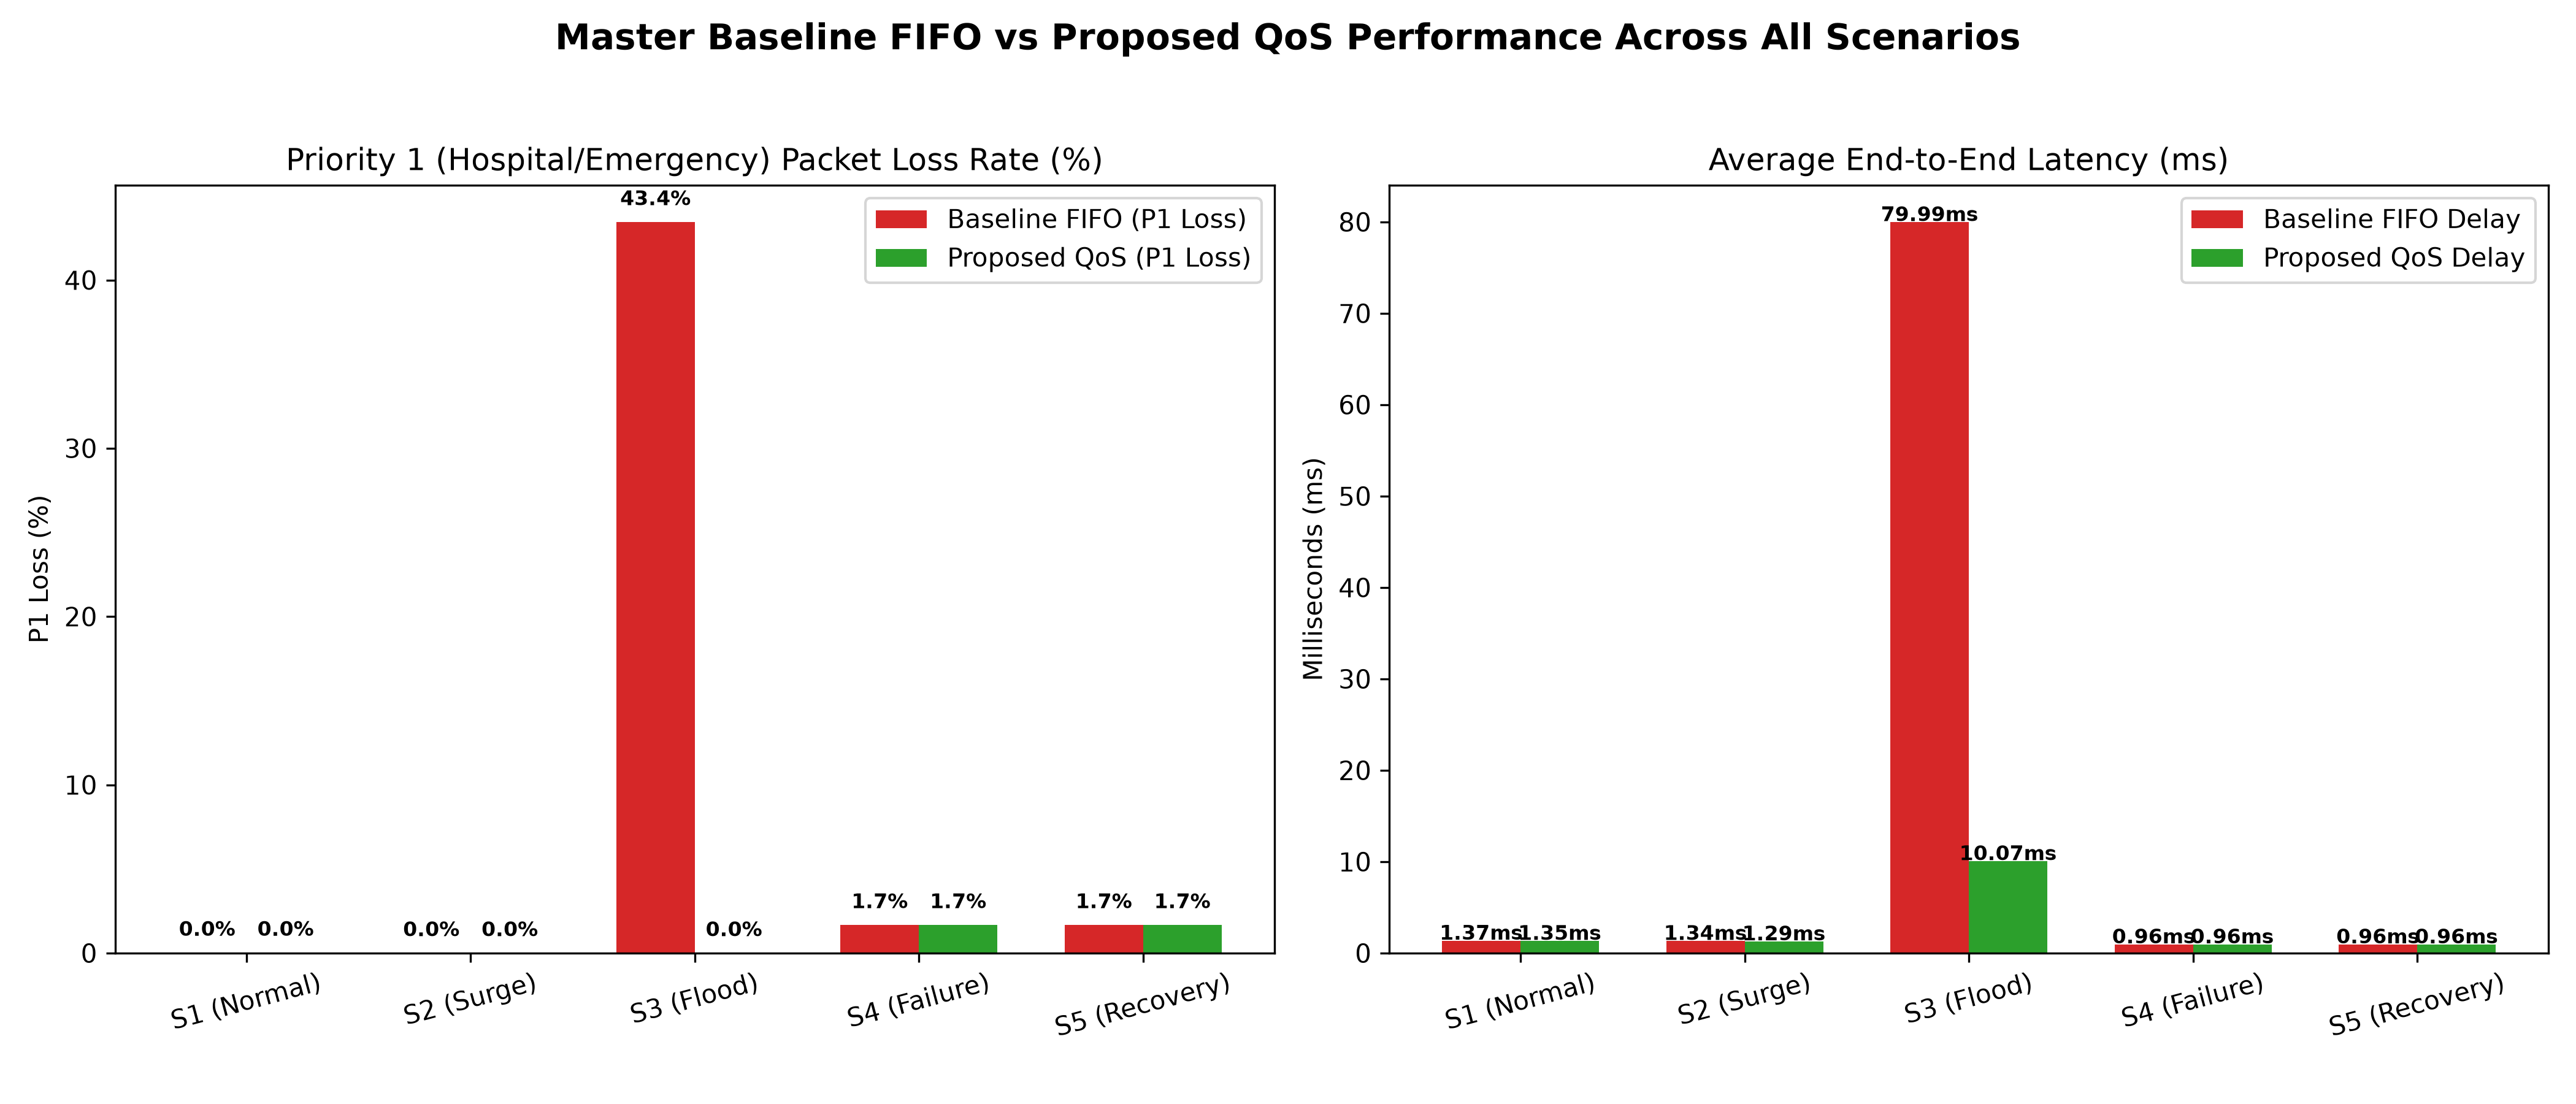 Master Baseline FIFO vs Proposed QoS Performance Across All Scenarios
Priority 1 (Hospital/Emergency) Packet Loss Rate (%)
P1 Loss (%)
40
30
20
10
0
43.4%
0.0% 0.0%
0.0% 0.0%
0.0%
1.7% 1.7%
1.7% 1.7%
Baseline FIFO (P1 Loss)
Proposed QoS (P1 Loss)
S1 (Normal)
S2 (Surge)
S3 (Flood)
S4 (Failure)
S5 (Recovery)
Average End-to-End Latency (ms)
Milliseconds (ms)
80
70
60
50
40
30
20
10
0
79.99ms
10.07ms
1.37ms 1.35ms
1.34ms 1.29ms
0.96ms 0.96ms
0.96ms 0.96ms
Baseline FIFO Delay
Proposed QoS Delay
S1 (Normal)
S2 (Surge)
S3 (Flood)
S4 (Failure)
S5 (Recovery)